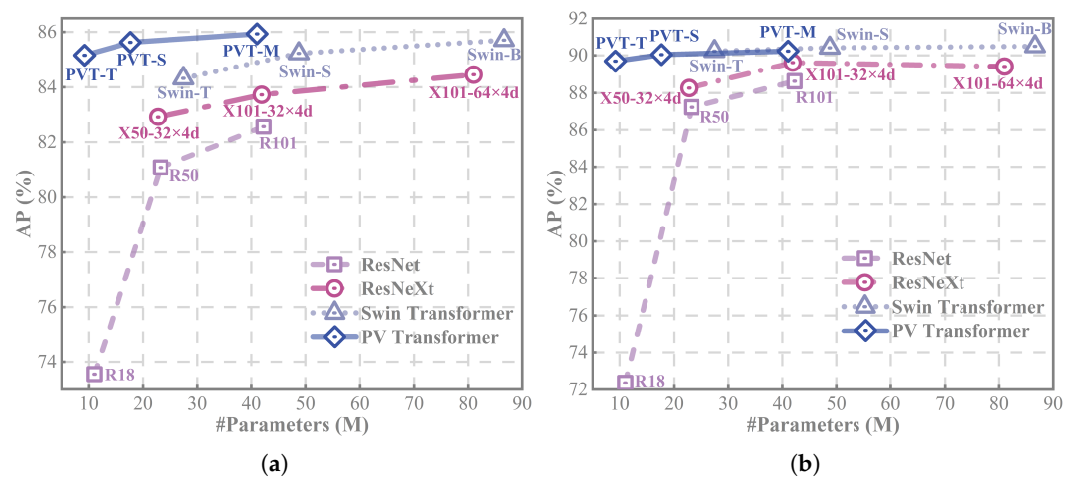 86
84
82
80
78
76
74
AP (%)
PVT-T
PVT-S
PVT-M
Swin-T
Swin-S
Swin-B
X50-32×4d
X101-32×4d
X101-64×4d
R18
R50
R101
ResNet
ResNeXt
Swin Transformer
PV Transformer
10 20 30 40 50 60 70 80 90
#Parameters (M)
(a)
92
90
88
86
84
82
80
78
76
74
72
AP (%)
PVT-T
PVT-S
PVT-M
Swin-T
Swin-S
Swin-B
X50-32×4d
X101-32×4d
X101-64×4d
R18
R50
R101
ResNet
ResNeXt
Swin Transformer
PV Transformer
10 20 30 40 50 60 70 80 90
#Parameters (M)
(b)